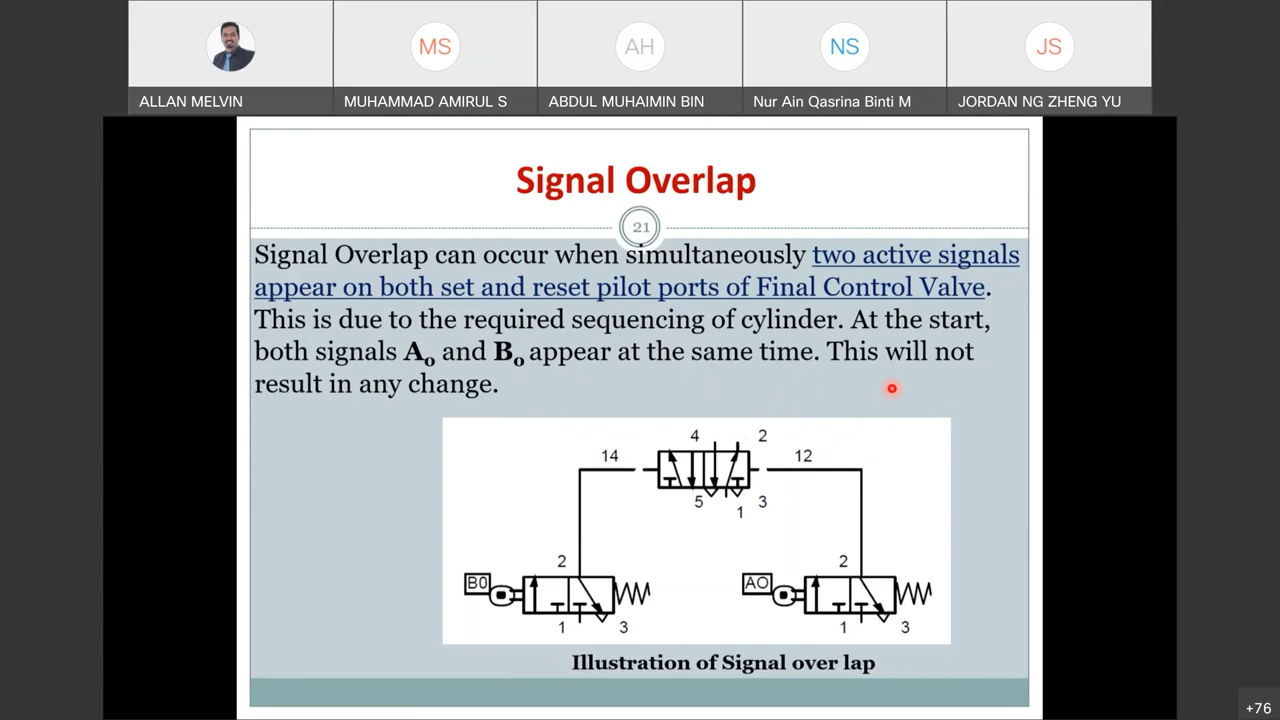 MS
AH
NS
JS
ALLAN MELVIN
MUHAMMAD AMIRUL S
ABDUL MUHAIMIN BIN
Nur Ain Qasrina Binti M
JORDAN NG ZHENG YU
Signal Overlap
21
Signal Overlap can occur when simultaneously two active signals
appear on both set and reset pilot ports of Final Control Valve.
This is due to the required sequencing of cylinder. At the start,
both signals A₀ and B₀ appear at the same time. This will not
result in any change.
4 2
14 12
5 3
1
2 2
B0 AO
1 3 1 3
Illustration of Signal over lap
+76